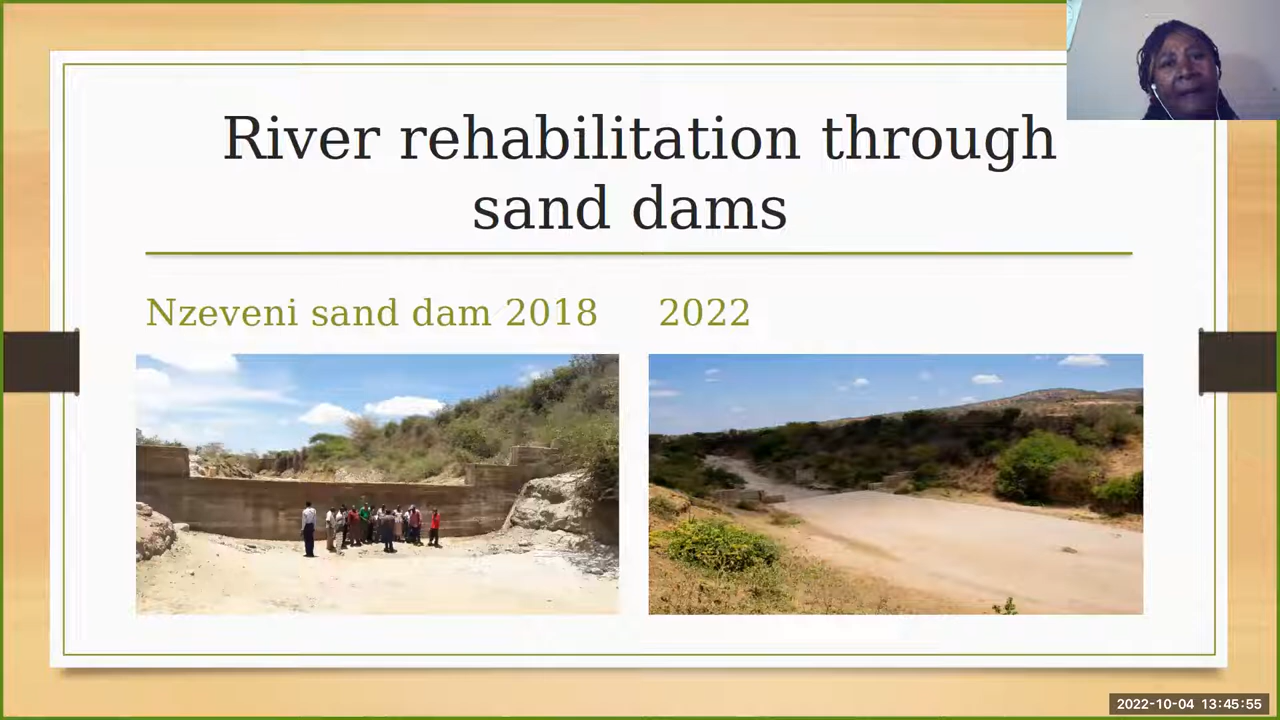 River rehabilitation through
sand dams
Nzeveni sand dam 2018
2022
2022-10-04 13:45:55